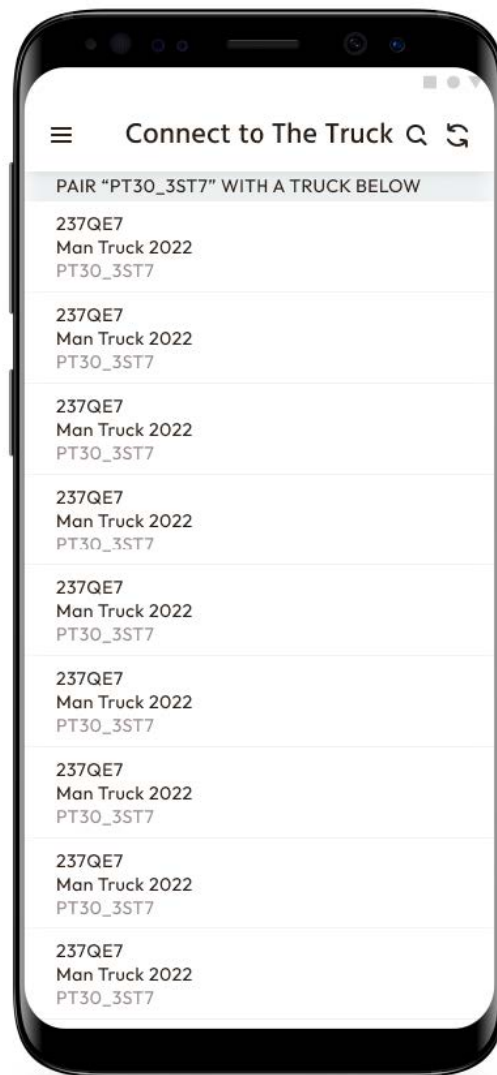 Connect to The Truck
PAIR “PT30_3ST7” WITH A TRUCK BELOW
237QE7
Man Truck 2022
PT30_3ST7
237QE7
Man Truck 2022
PT30_3ST7
237QE7
Man Truck 2022
PT30_3ST7
237QE7
Man Truck 2022
PT30_3ST7
237QE7
Man Truck 2022
PT30_3ST7
237QE7
Man Truck 2022
PT30_3ST7
237QE7
Man Truck 2022
PT30_3ST7
237QE7
Man Truck 2022
PT30_3ST7
237QE7
Man Truck 2022
PT30_3ST7